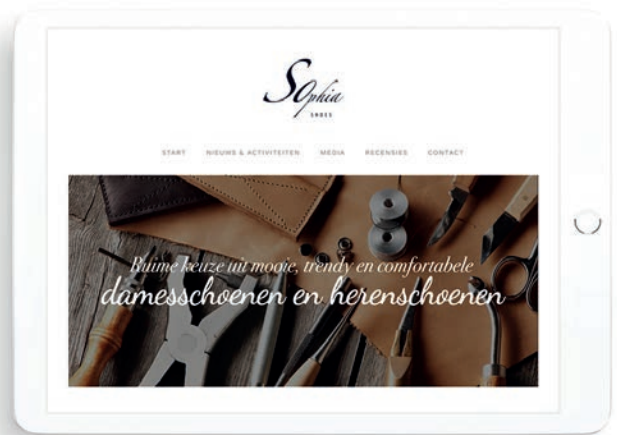 Sophia
SHOES
START NIEUWS & ACTIVITEITEN MEDIA RECENSIES CONTACT
Ruime keuze uit mooie, trendy en comfortabele
damesschoenen en herenschoenen